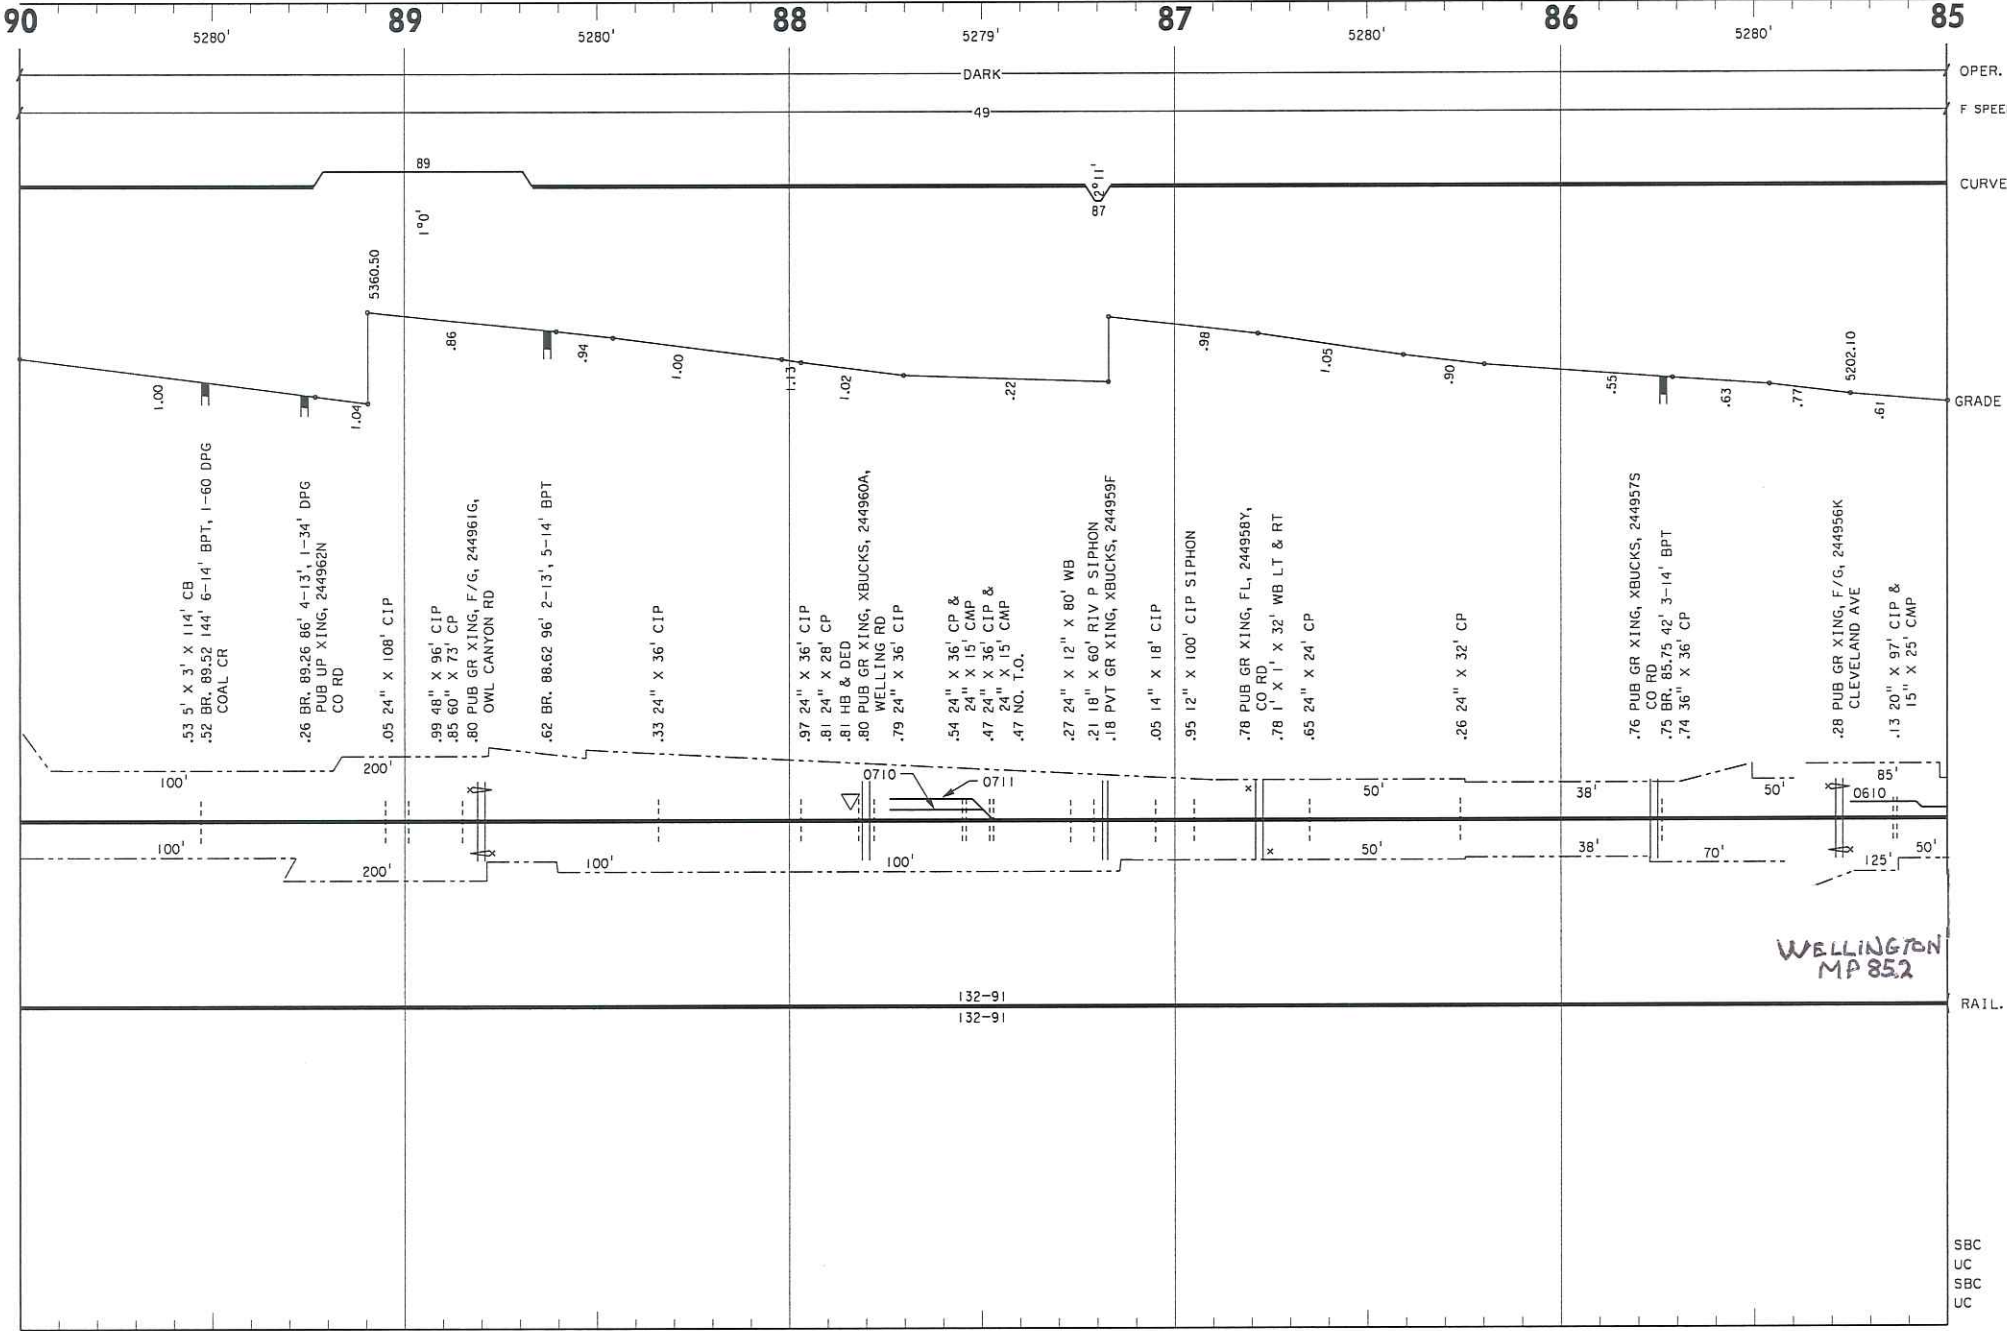 90 89 88 87 86 85
5280' 5280' 5279' 5280' 5280'
DARK OPER.
49 F SPEE
89
CURVE
2°11'
87
1°0'
5360.50
5202.10
1.00 1.04 .86 .94 1.00 1.13 1.02 .22 .98 1.05 .90 .55 .63 .77 .61
GRADE
.53 5' X 3' X 114' CB
.52 BR. 89.52 144' 6-14' BPT, 1-60 DPG
COAL CR
.26 BR. 89.26 86' 4-13', 1-34' DPG
PUB UP XING, 244962N
CO RD
.05 24" X 108' CIP
.99 48" X 96' CIP
.85 60" X 73' CP
.80 PUB GR XING, F/G, 244961G,
OWL CANYON RD
.62 BR. 88.62 96' 2-13', 5-14' BPT
.33 24" X 36' CIP
.97 24" X 36' CIP
.81 24" X 28' CP
.81 HB & DED
.80 PUB GR XING, XBUCKS, 244960A,
WELLING RD
.79 24" X 36' CIP
.54 24" X 36' CP &
24" X 15' CMP
.47 24" X 36' CIP &
24" X 15' CMP
.47 NO. T.O.
.27 24" X 12" X 80' WB
.21 18" X 60' RIV P SIPHON
.18 PVT GR XING, XBUCKS, 244959F
.05 14" X 18' CIP
.95 12" X 100' CIP SIPHON
.78 PUB GR XING, FL, 244958Y,
CO RD
.78 1' X 1' X 32' WB LT & RT
.65 24" X 24' CP
.26 24" X 32' CP
.76 PUB GR XING, XBUCKS, 244957S
CO RD
.75 BR. 85.75 42' 3-14' BPT
.74 36" X 36' CP
.28 PUB GR XING, F/G, 244956K
CLEVELAND AVE
.13 20" X 97' CIP &
15" X 25' CMP
100' 200' 50' 38' 50' 85'
0710 0711 0610
x x x x x x
100' 200' 100' 100' 50' 38' 70' 125' 50'
WELLINGTON
MP 85.2
132-91
132-91
RAIL.
SBC
UC
SBC
UC